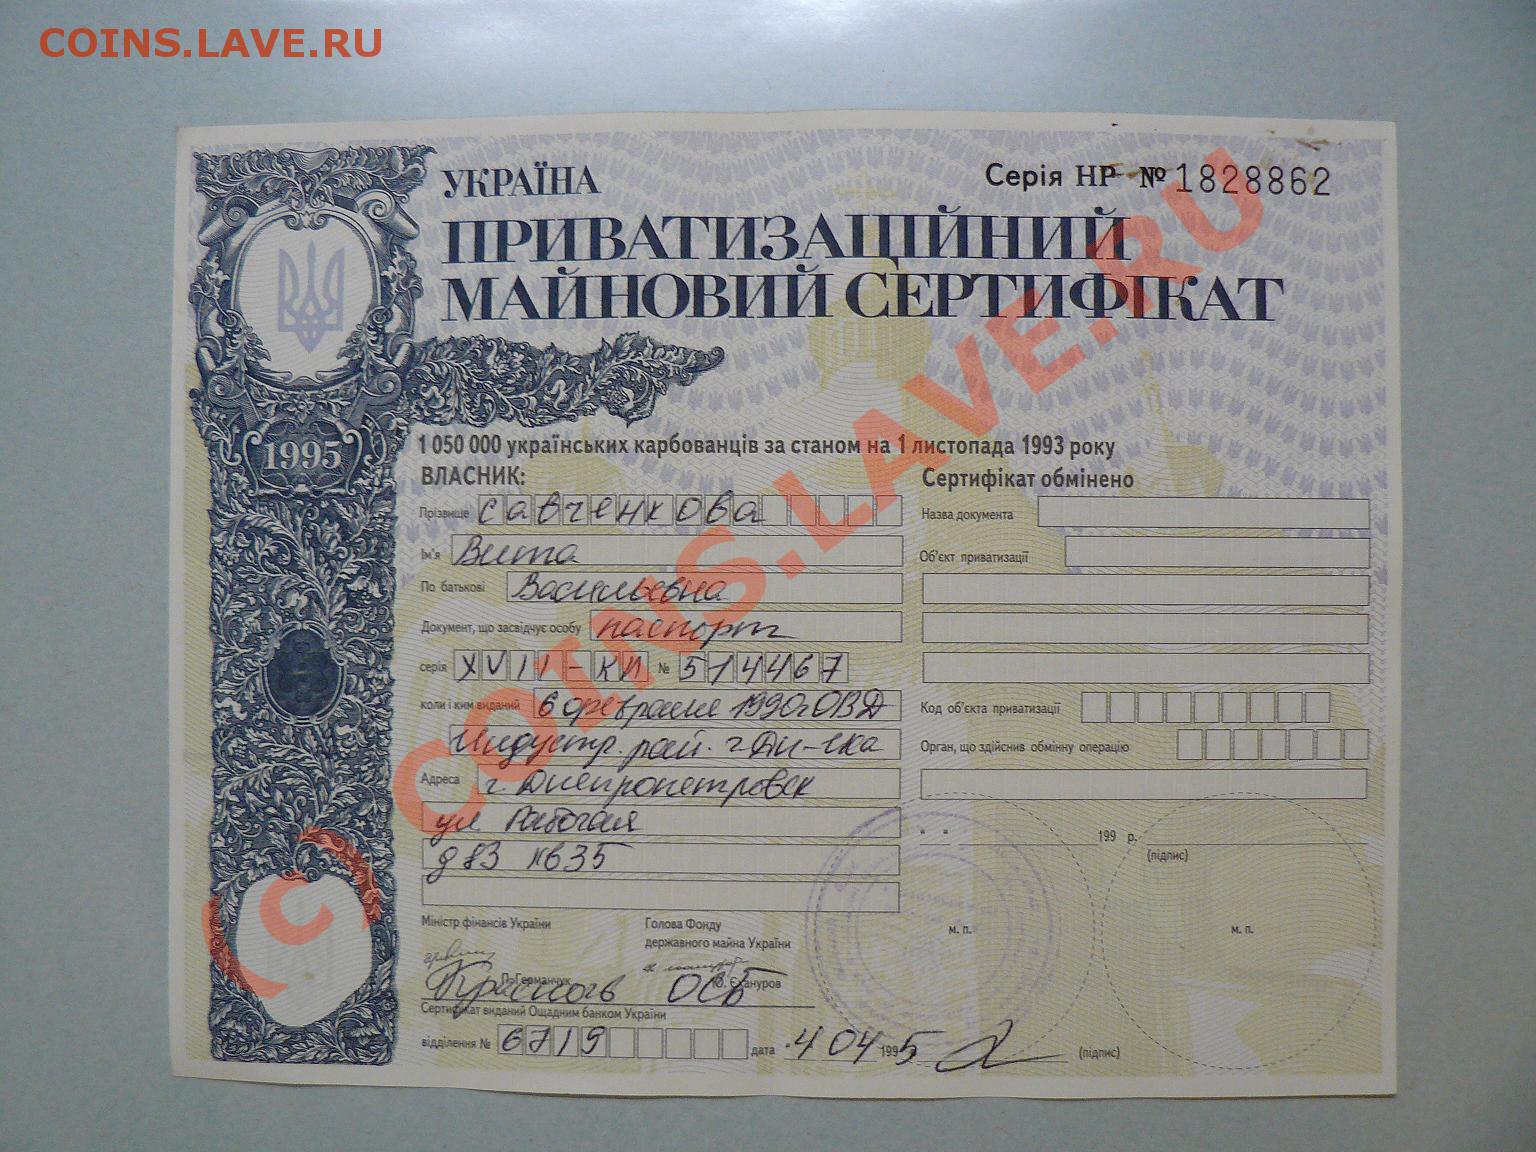 COINS.LAVE.RU
УКРАЇНА
Серія НР № 1828862
ПРИВАТИЗАЦІЙНИЙ
МАЙНОВИЙ СЕРТИФІКАТ
1995
1 050 000 українських карбованців за станом на 1 листопада 1993 року
ВЛАСНИК:
Прізвище Савченкова
Ім'я Вита
По батькові Васильевна
Документ, що засвідчує особу паспорт
серія XVII-КИ № 574467
коли і ким виданий 6 февраля 1990г ОВД
Индустр. рай. г Дн-ска
Адреса г. Днепропетровск
ул Рабочая
д 83 кв 35
Міністр фінансів України
Голова Фонду
державного майна України
П. Германчук
Ю. Єхануров
ОСБ
Сертифікат виданий Ощадним банком України
відділення № 6719 дата 4 04 1995
(підпис)
Сертифікат обмінено
Назва документа
Об'єкт приватизації
Код об'єкта приватизації
Орган, що здійснив обмінну операцію
199 р.
(підпис)
м. п.
м. п.
(c) COINS.LAVE.RU